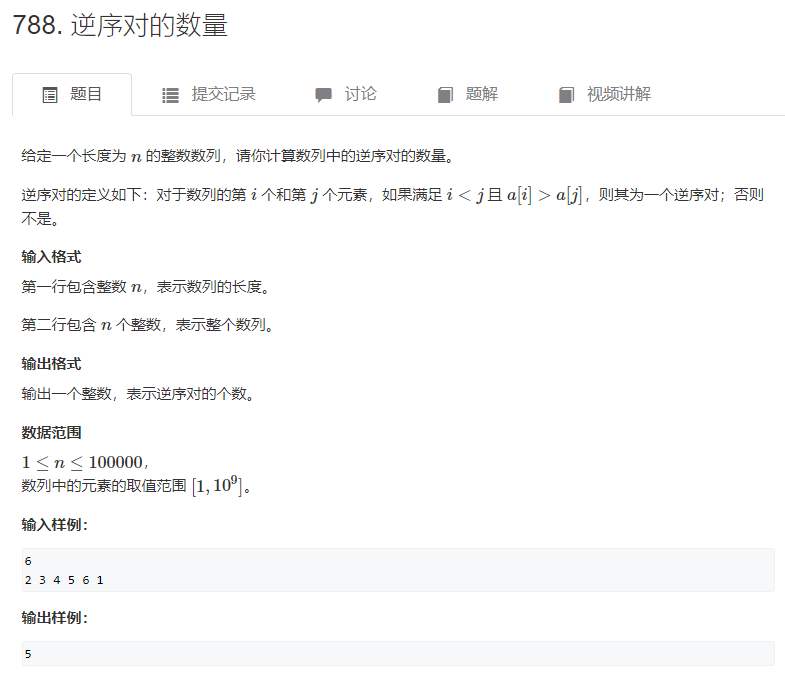 788. 逆序对的数量
题目 提交记录 讨论 题解 视频讲解
给定一个长度为 n 的整数数列，请你计算数列中的逆序对的数量。
逆序对的定义如下：对于数列的第 i 个和第 j 个元素，如果满足 i < j 且 a[i] > a[j]，则其为一个逆序对；否则
不是。
输入格式
第一行包含整数 n，表示数列的长度。
第二行包含 n 个整数，表示整个数列。
输出格式
输出一个整数，表示逆序对的个数。
数据范围
1 ≤ n ≤ 100000，
数列中的元素的取值范围 [1, 10⁹]。
输入样例：
6
2 3 4 5 6 1
输出样例：
5